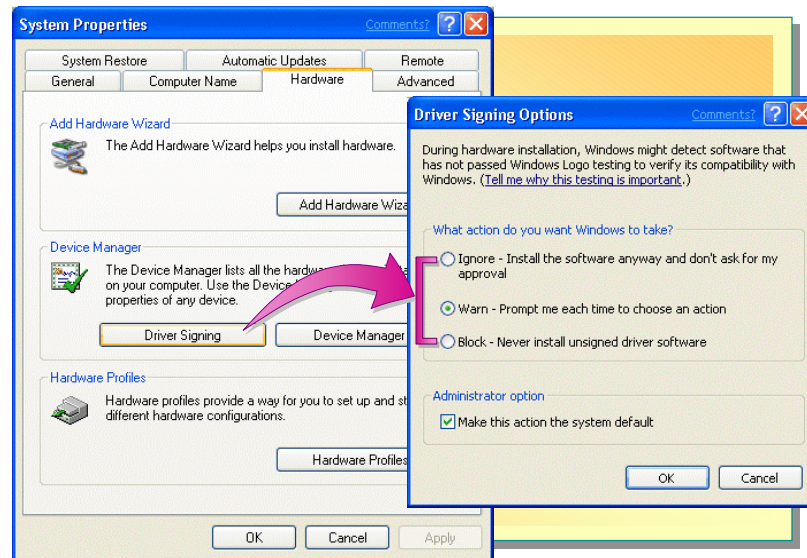 System Properties
Comments?
System Restore
Automatic Updates
Remote
General
Computer Name
Hardware
Advanced
Add Hardware Wizard
The Add Hardware Wizard helps you install hardware.
Add Hardware Wiza
Device Manager
The Device Manager lists all the hardw
on your computer. Use the Dev
properties of any device.
Driver Signing
Device Manager
Hardware Profiles
Hardware profiles provide a way for you to set up and st
different hardware configurations.
Hardware Profiles
OK
Cancel
Apply
Driver Signing Options
Comments?
During hardware installation, Windows might detect software that
has not passed Windows Logo testing to verify its compatibility with
Windows. (Tell me why this testing is important.)
What action do you want Windows to take?
Ignore - Install the software anyway and don't ask for my
approval
Warn - Prompt me each time to choose an action
Block - Never install unsigned driver software
Administrator option
Make this action the system default
OK
Cancel